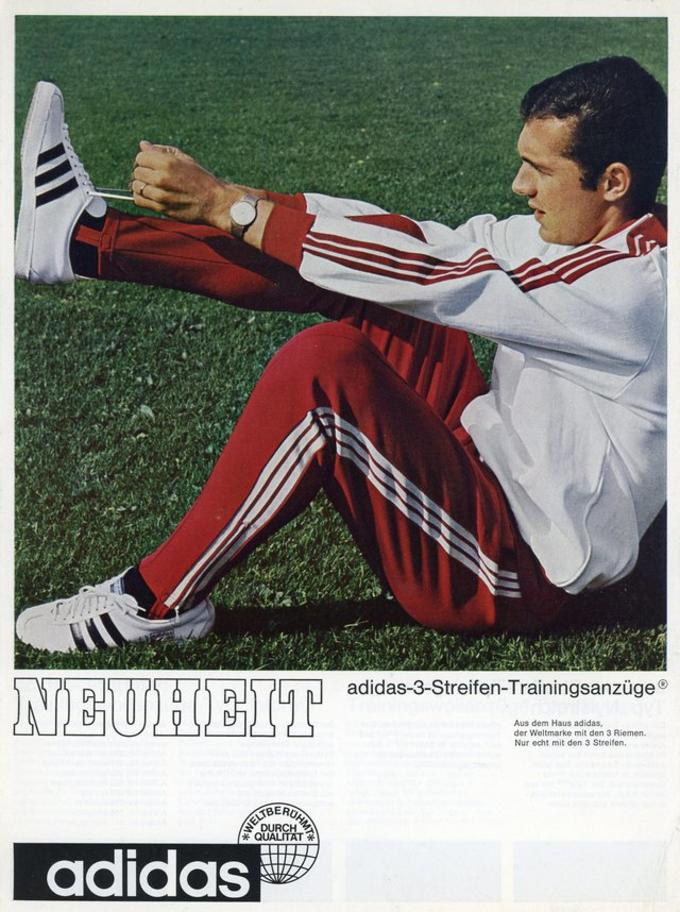 NEUHEIT
adidas-3-Streifen-Trainingsanzüge®
Aus dem Haus adidas,
der Weltmarke mit den 3 Riemen.
Nur echt mit den 3 Streifen.
*WELTBERÜHMT*
DURCH
QUALITÄT
adidas